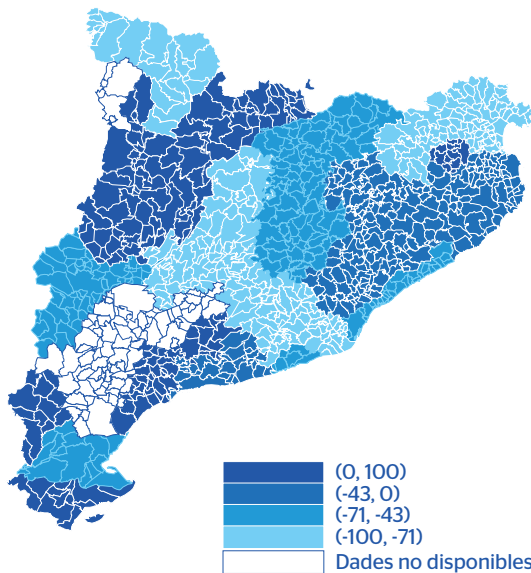 (0, 100)
(-43, 0)
(-71, -43)
(-100, -71)
Dades no disponibles